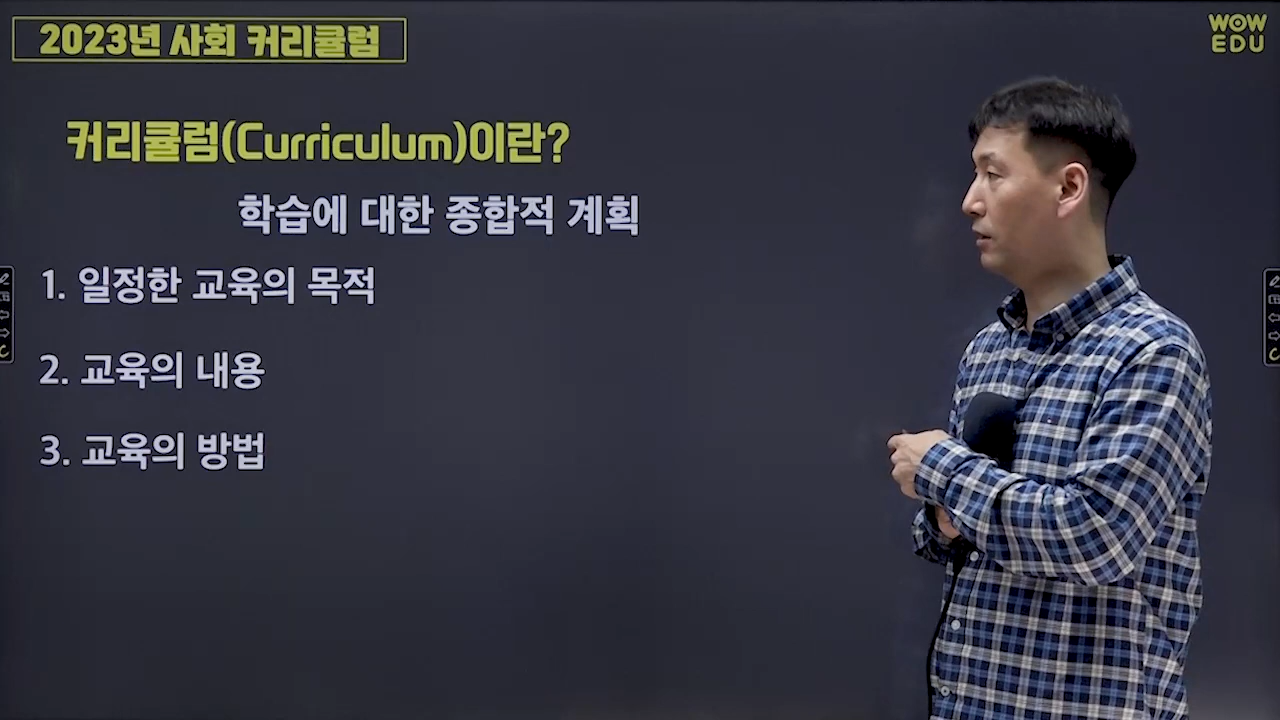 2023년 사회 커리큘럼
WOW
EDU
커리큘럼(Curriculum)이란?
학습에 대한 종합적 계획
1. 일정한 교육의 목적
2. 교육의 내용
3. 교육의 방법